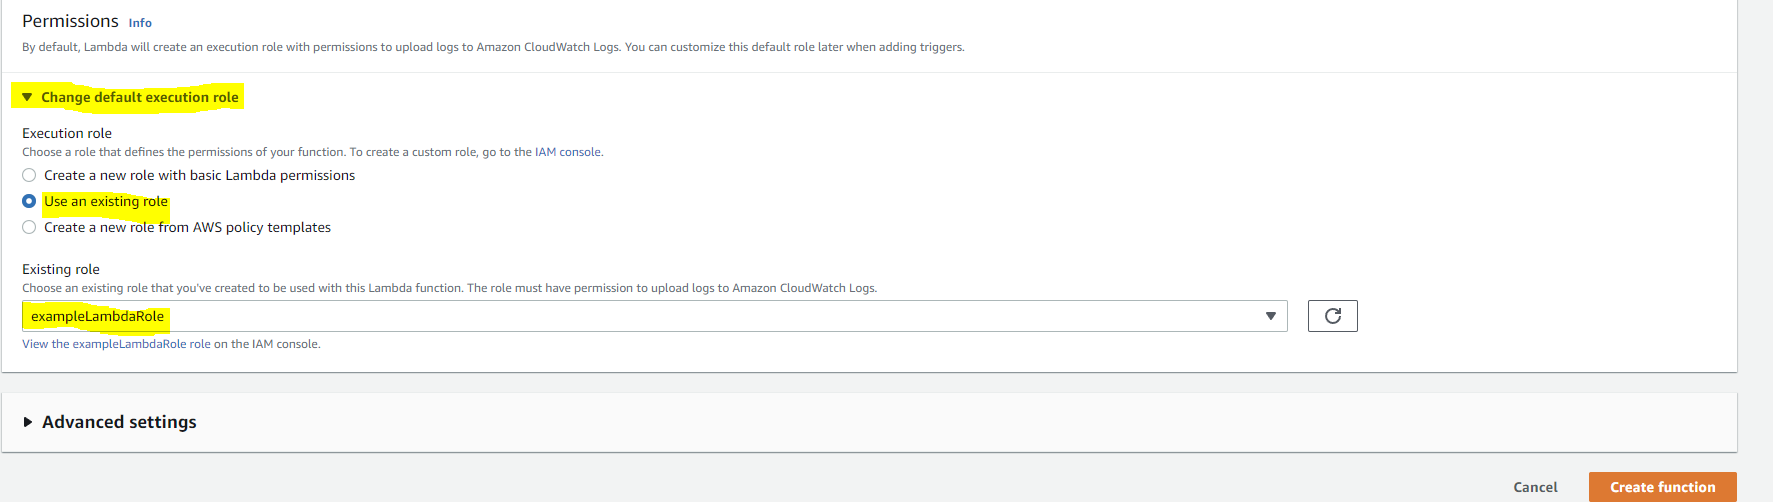 Permissions Info
By default, Lambda will create an execution role with permissions to upload logs to Amazon CloudWatch Logs. You can customize this default role later when adding triggers.
Change default execution role
Execution role
Choose a role that defines the permissions of your function. To create a custom role, go to the IAM console.
Create a new role with basic Lambda permissions
Use an existing role
Create a new role from AWS policy templates
Existing role
Choose an existing role that you've created to be used with this Lambda function. The role must have permission to upload logs to Amazon CloudWatch Logs.
exampleLambdaRole
View the exampleLambdaRole role on the IAM console.
Advanced settings
Cancel Create function